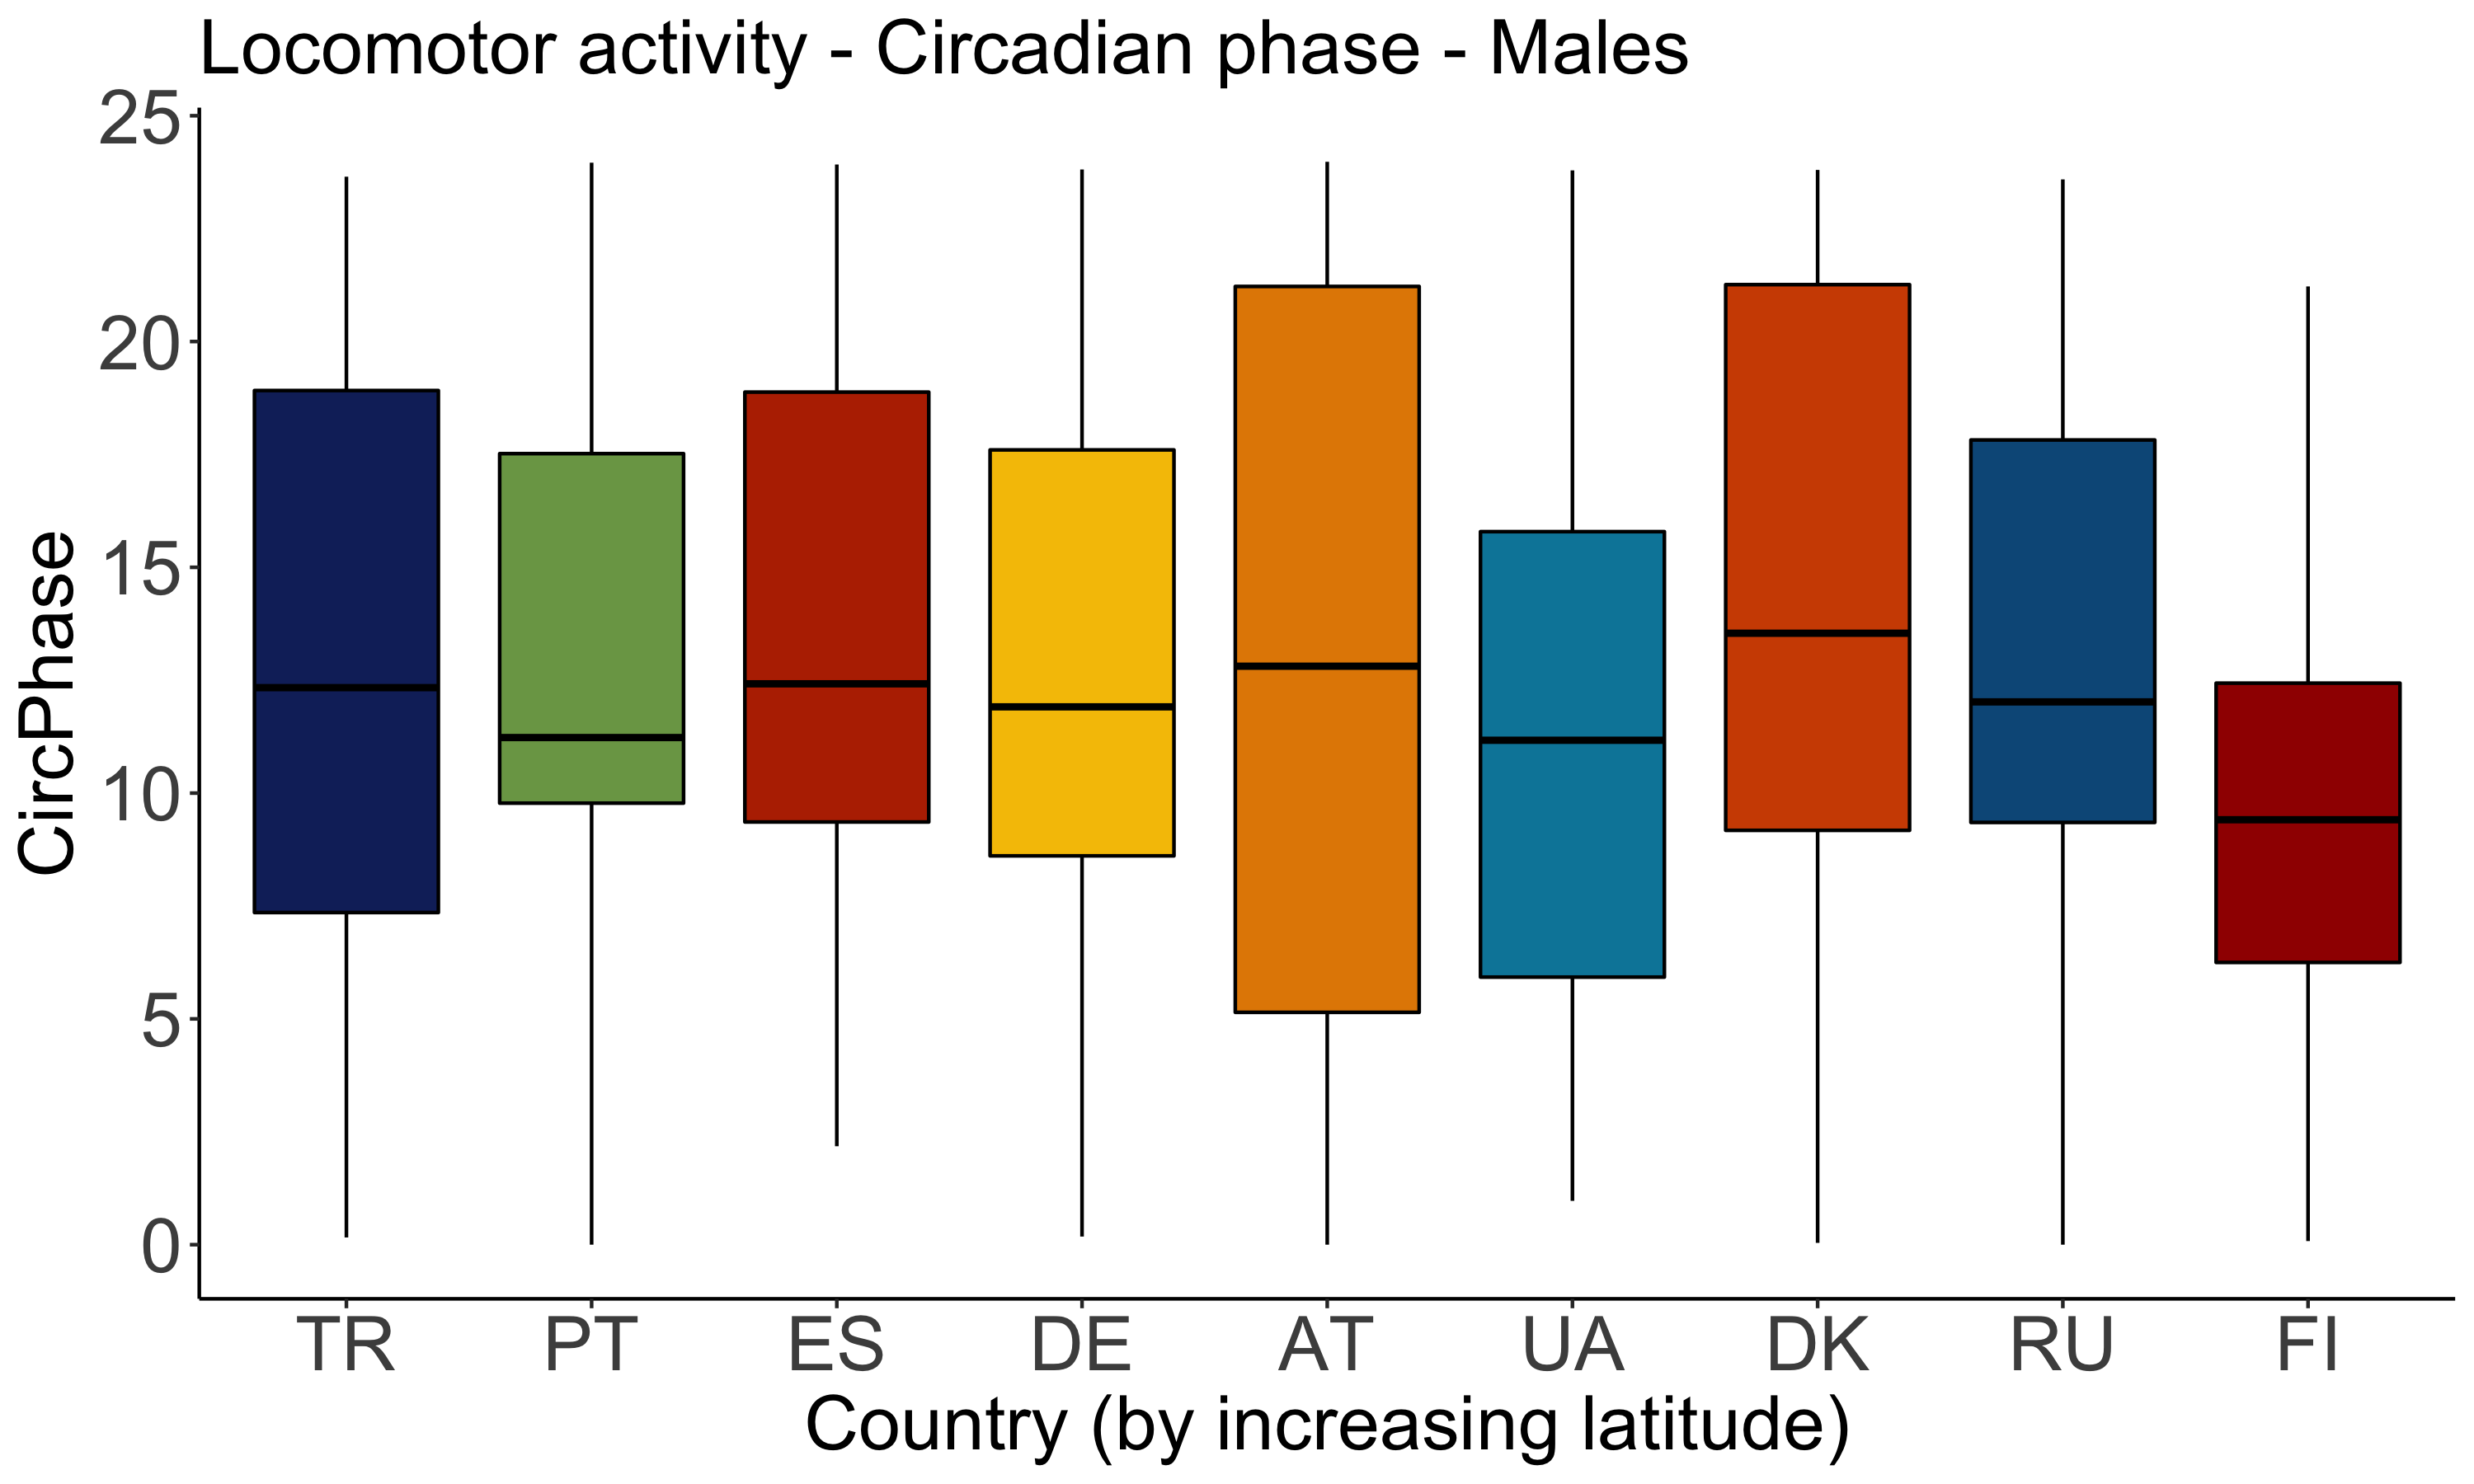 Locomotor activity - Circadian phase - Males
25
20
15
10
5
0
CircPhase
TR PT ES DE AT UA DK RU FI
Country (by increasing latitude)